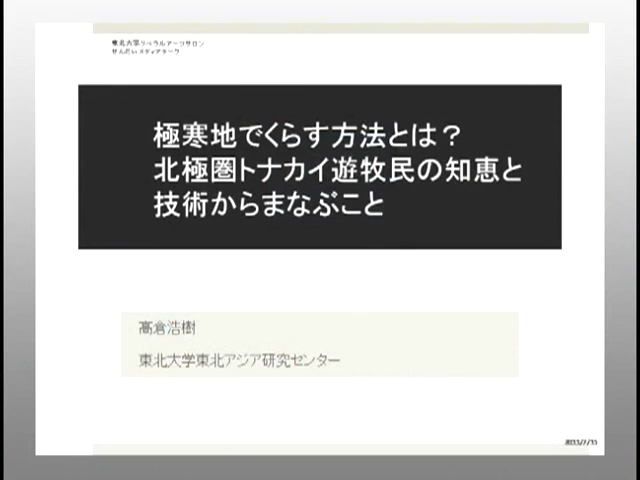 東北大学リベラルアーツサロン
せんだいメディアテーク
極寒地でくらす方法とは？
北極圏トナカイ遊牧民の知恵と
技術からまなぶこと
高倉浩樹
東北大学東北アジア研究センター